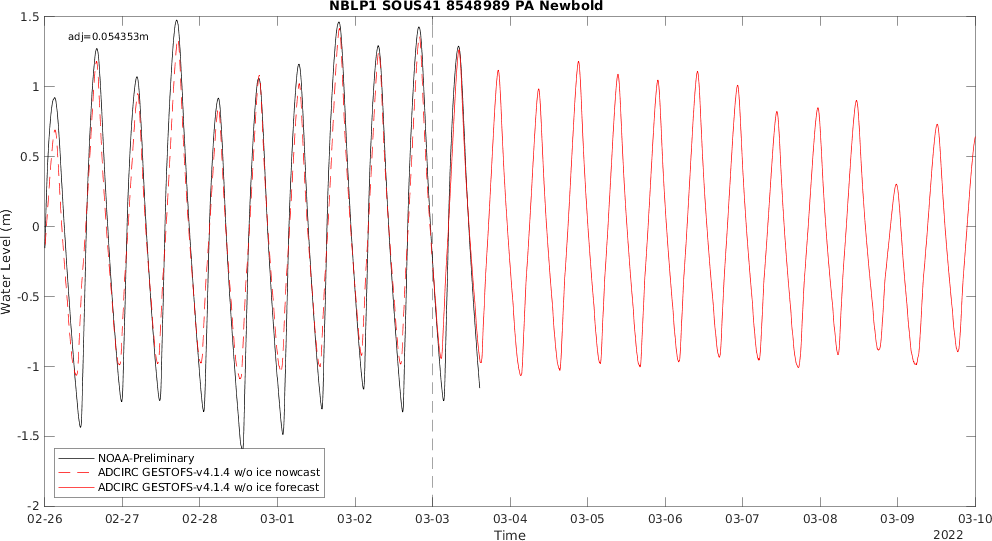 NBLP1 SOUS41 8548989 PA Newbold
adj=0.054353m
1.5
1
0.5
0
-0.5
-1
-1.5
-2
Water Level (m)
NOAA-Preliminary
ADCIRC GESTOFS-v4.1.4 w/o ice nowcast
ADCIRC GESTOFS-v4.1.4 w/o ice forecast
02-26 02-27 02-28 03-01 03-02 03-03 03-04 03-05 03-06 03-07 03-08 03-09 03-10
Time
2022